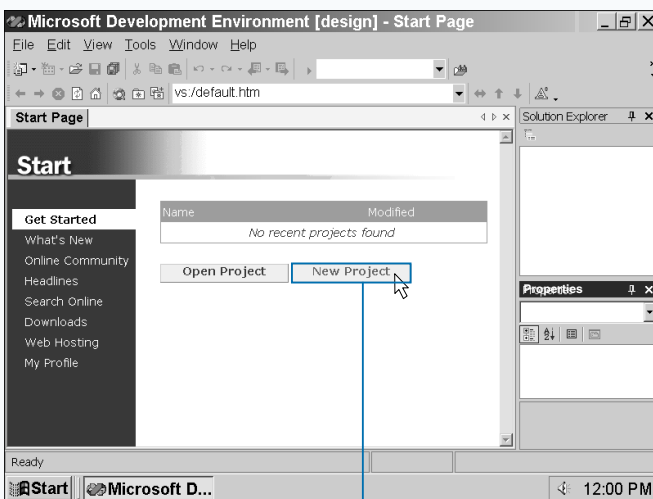 Microsoft Development Environment [design] - Start Page
File Edit View Tools Window Help
vs:/default.htm
Start Page
Solution Explorer
Start
Get Started
What's New
Online Community
Headlines
Search Online
Downloads
Web Hosting
My Profile
Name Modified
No recent projects found
Open Project New Project
Properties
Ready
Start Microsoft D... 12:00 PM